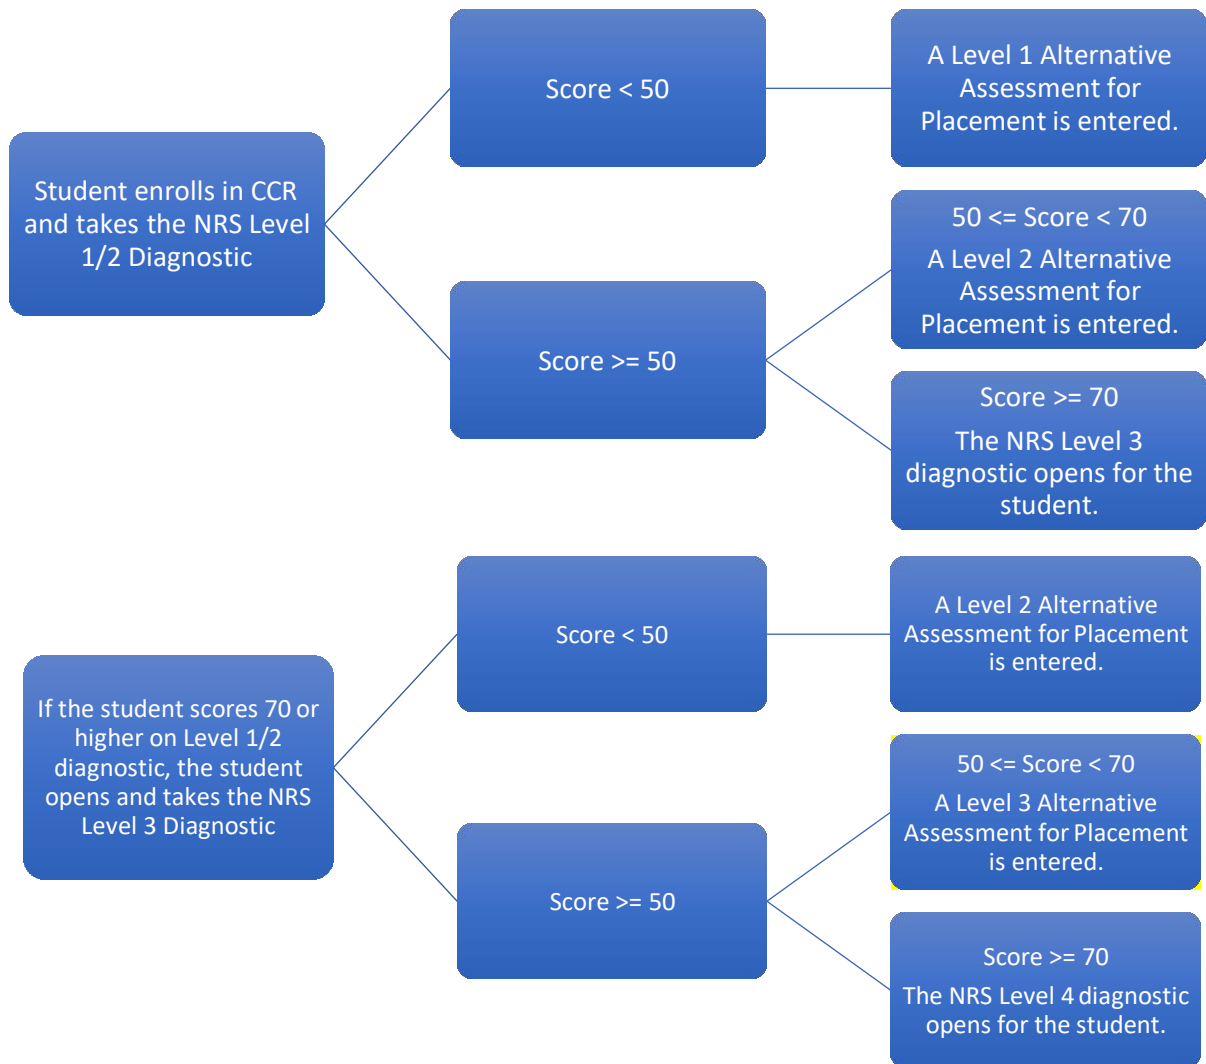 Student enrolls in CCR
and takes the NRS Level
1/2 Diagnostic
Score < 50
A Level 1 Alternative
Assessment for
Placement is entered.
Score >= 50
50 <= Score < 70
A Level 2 Alternative
Assessment for
Placement is entered.
Score >= 70
The NRS Level 3
diagnostic opens for the
student.
If the student scores 70 or
higher on Level 1/2
diagnostic, the student
opens and takes the NRS
Level 3 Diagnostic
Score < 50
A Level 2 Alternative
Assessment for Placement
is entered.
Score >= 50
50 <= Score < 70
A Level 3 Alternative
Assessment for Placement
is entered.
Score >= 70
The NRS Level 4 diagnostic
opens for the student.